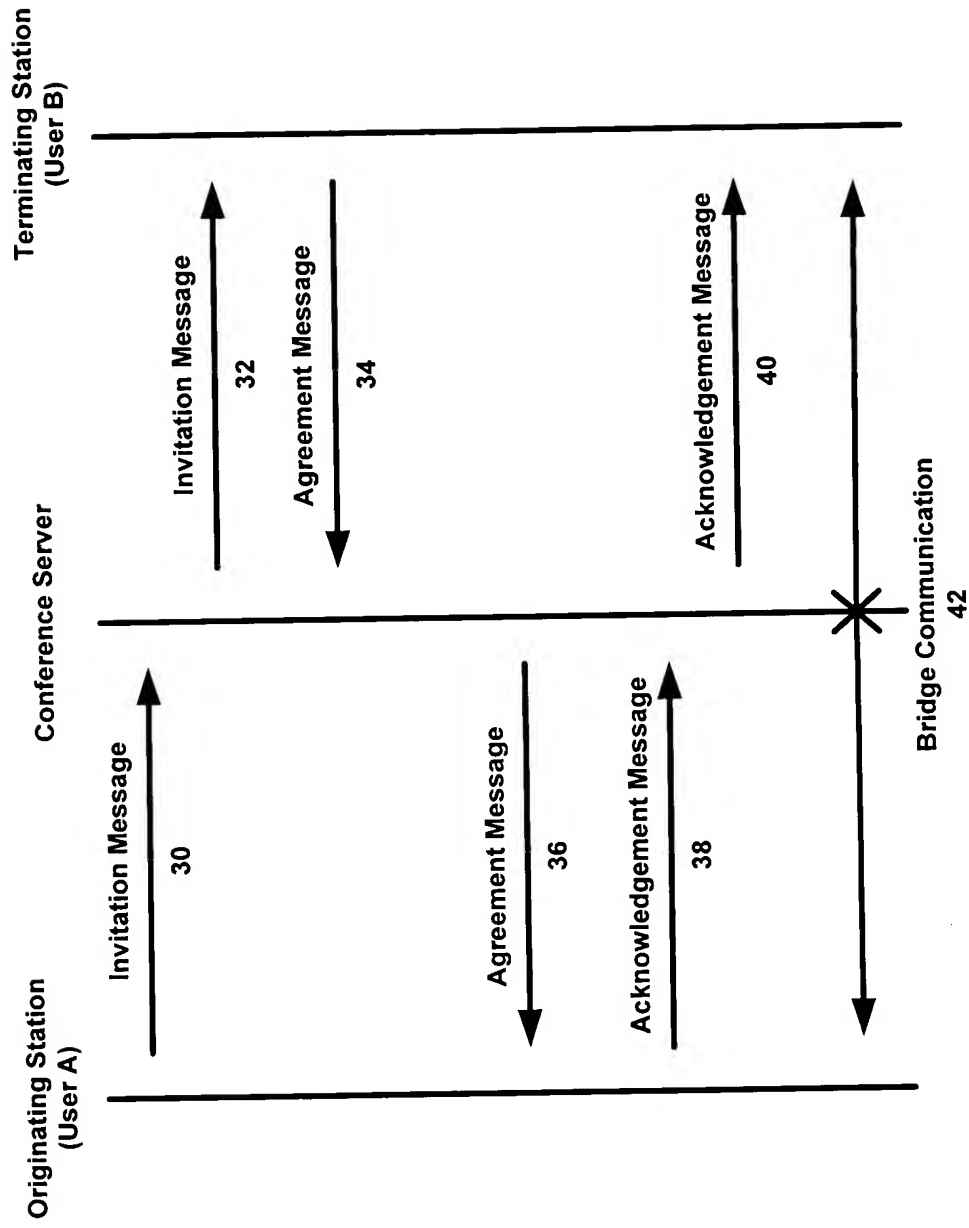 Originating Station
(User A)
Conference Server
Terminating Station
(User B)
Invitation Message
30
Invitation Message
32
Agreement Message
34
Agreement Message
36
Acknowledgement Message
38
Acknowledgement Message
40
Bridge Communication
42